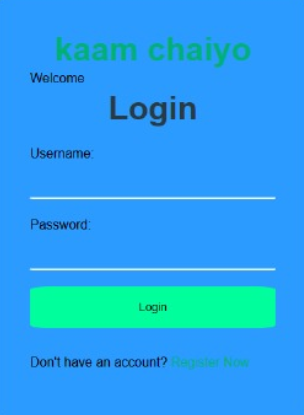 kaam chaiyo
Welcome
Login
Username:
Password:
Login
Don't have an account? Register Now